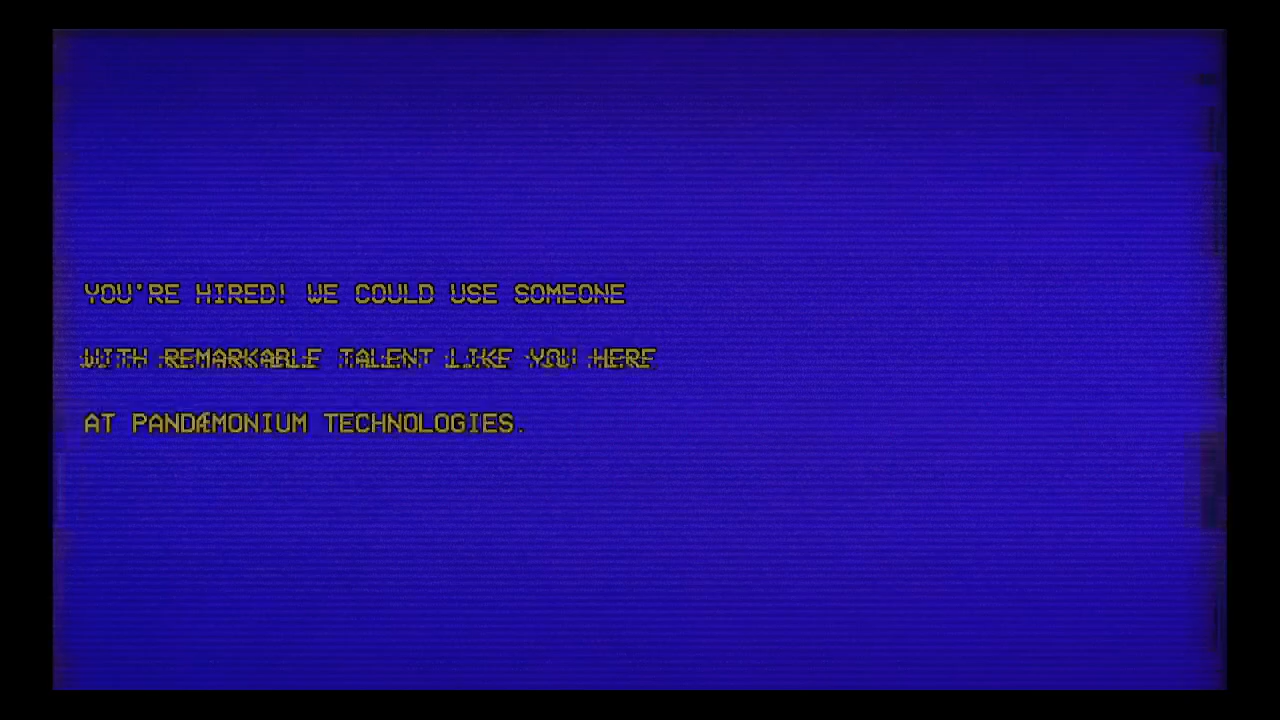 YOU'RE HIRED! WE COULD USE SOMEONE
WITH REMARKABLE TALENT LIKE YOU HERE
AT PANDÆMONIUM TECHNOLOGIES.